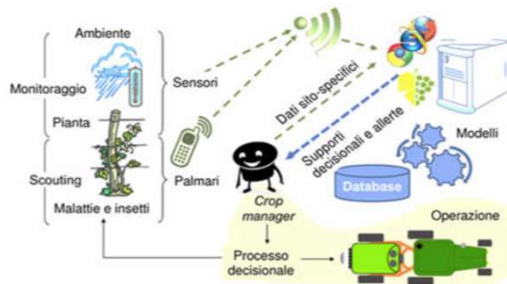 Ambiente
Monitoraggio
Sensori
Pianta
Scouting
Palmari
Malattie e insetti
Dati sito-specifici
Supporti
decisionali e allerte
Modelli
Database
Crop
manager
Operazione
Processo
decisionale